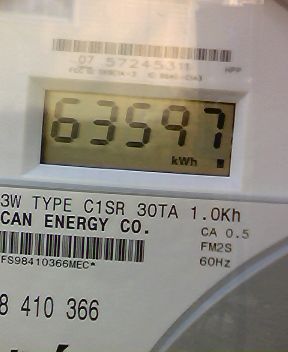 07 57245311
HPP
63597
kWh
3W TYPE C1SR 30TA 1.0Kh
CAN ENERGY CO.
CA 0.5
FM2S
FS98410366MEC*
60Hz
8 410 366